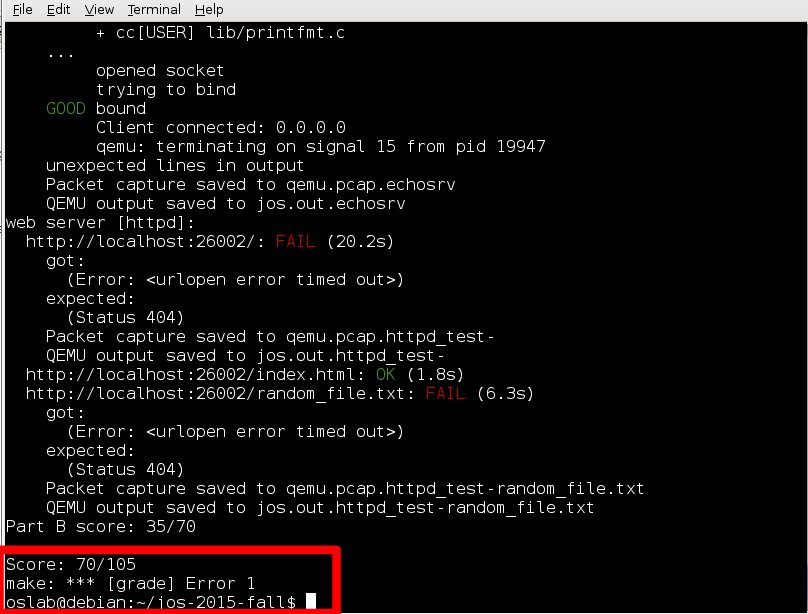 File Edit View Terminal Help
+ cc[USER] lib/printfmt.c
...
opened socket
trying to bind
GOOD bound
Client connected: 0.0.0.0
qemu: terminating on signal 15 from pid 19947
unexpected lines in output
Packet capture saved to qemu.pcap.echosrv
QEMU output saved to jos.out.echosrv
web server [httpd]:
http://localhost:26002/: FAIL (20.2s)
got:
(Error: <urlopen error timed out>)
expected:
(Status 404)
Packet capture saved to qemu.pcap.httpd_test-
QEMU output saved to jos.out.httpd_test-
http://localhost:26002/index.html: OK (1.8s)
http://localhost:26002/random_file.txt: FAIL (6.3s)
got:
(Error: <urlopen error timed out>)
expected:
(Status 404)
Packet capture saved to qemu.pcap.httpd_test-random_file.txt
QEMU output saved to jos.out.httpd_test-random_file.txt
Part B score: 35/70
Score: 70/105
make: *** [grade] Error 1
oslab@debian:~/jos-2015-fall$